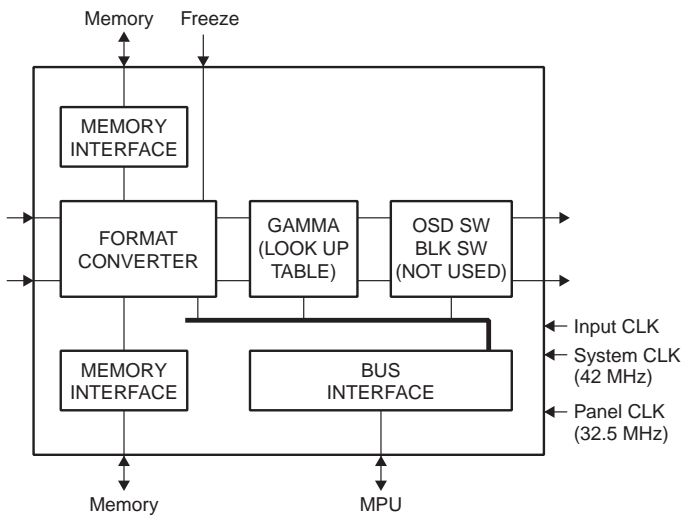 Memory
Freeze
MEMORY
INTERFACE
FORMAT
CONVERTER
GAMMA
(LOOK UP
TABLE)
OSD SW
BLK SW
(NOT USED)
Input CLK
System CLK
(42 MHz)
Panel CLK
(32.5 MHz)
MEMORY
INTERFACE
BUS
INTERFACE
Memory
MPU